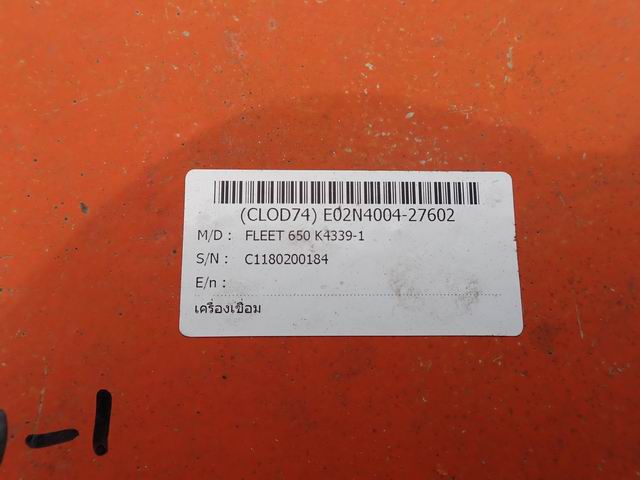 (CLOD74) E02N4004-27602
M/D : FLEET 650 K4339-1
S/N : C1180200184
E/n :
เครื่องเชื่อม
-1